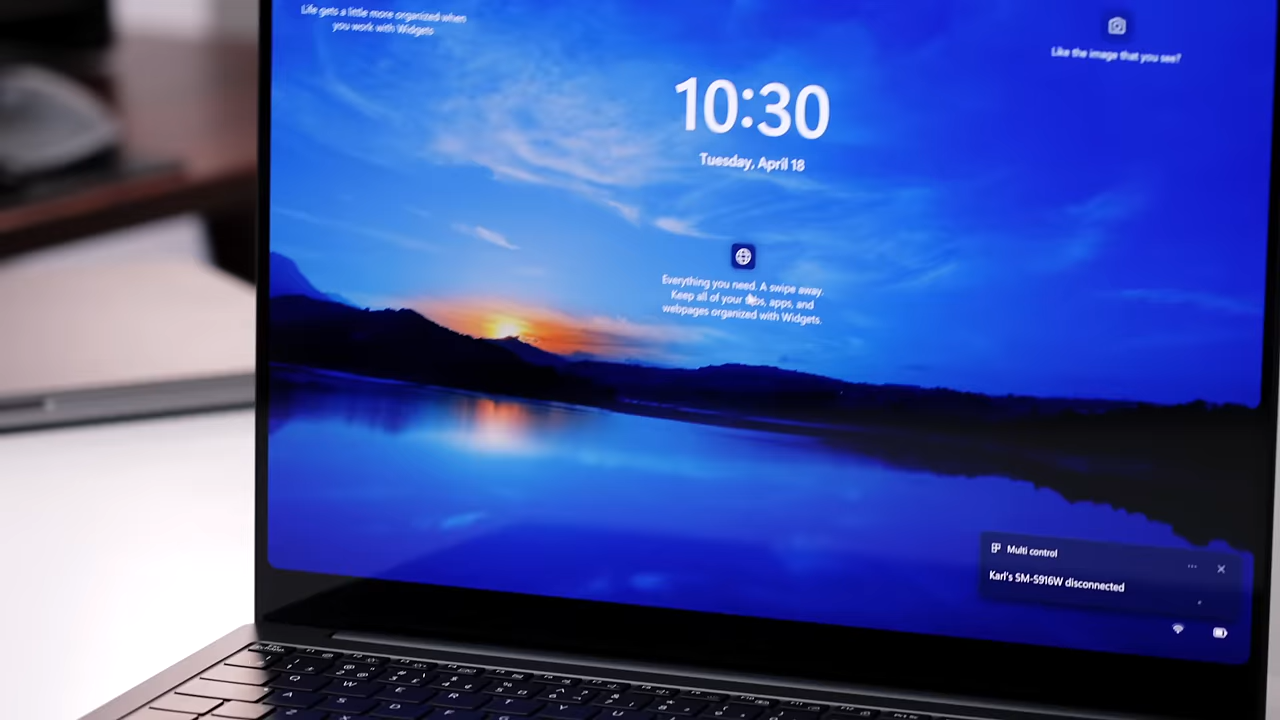 Life gets a little more organized when
you work with Widgets
Like the image that you see?
10:30
Tuesday, April 18
Everything you need. A swipe away.
Keep all of your tabs, apps, and
webpages organized with Widgets.
Multi control
Karl's SM-S916W disconnected
Q W E R T Y U
A S D F G
Z